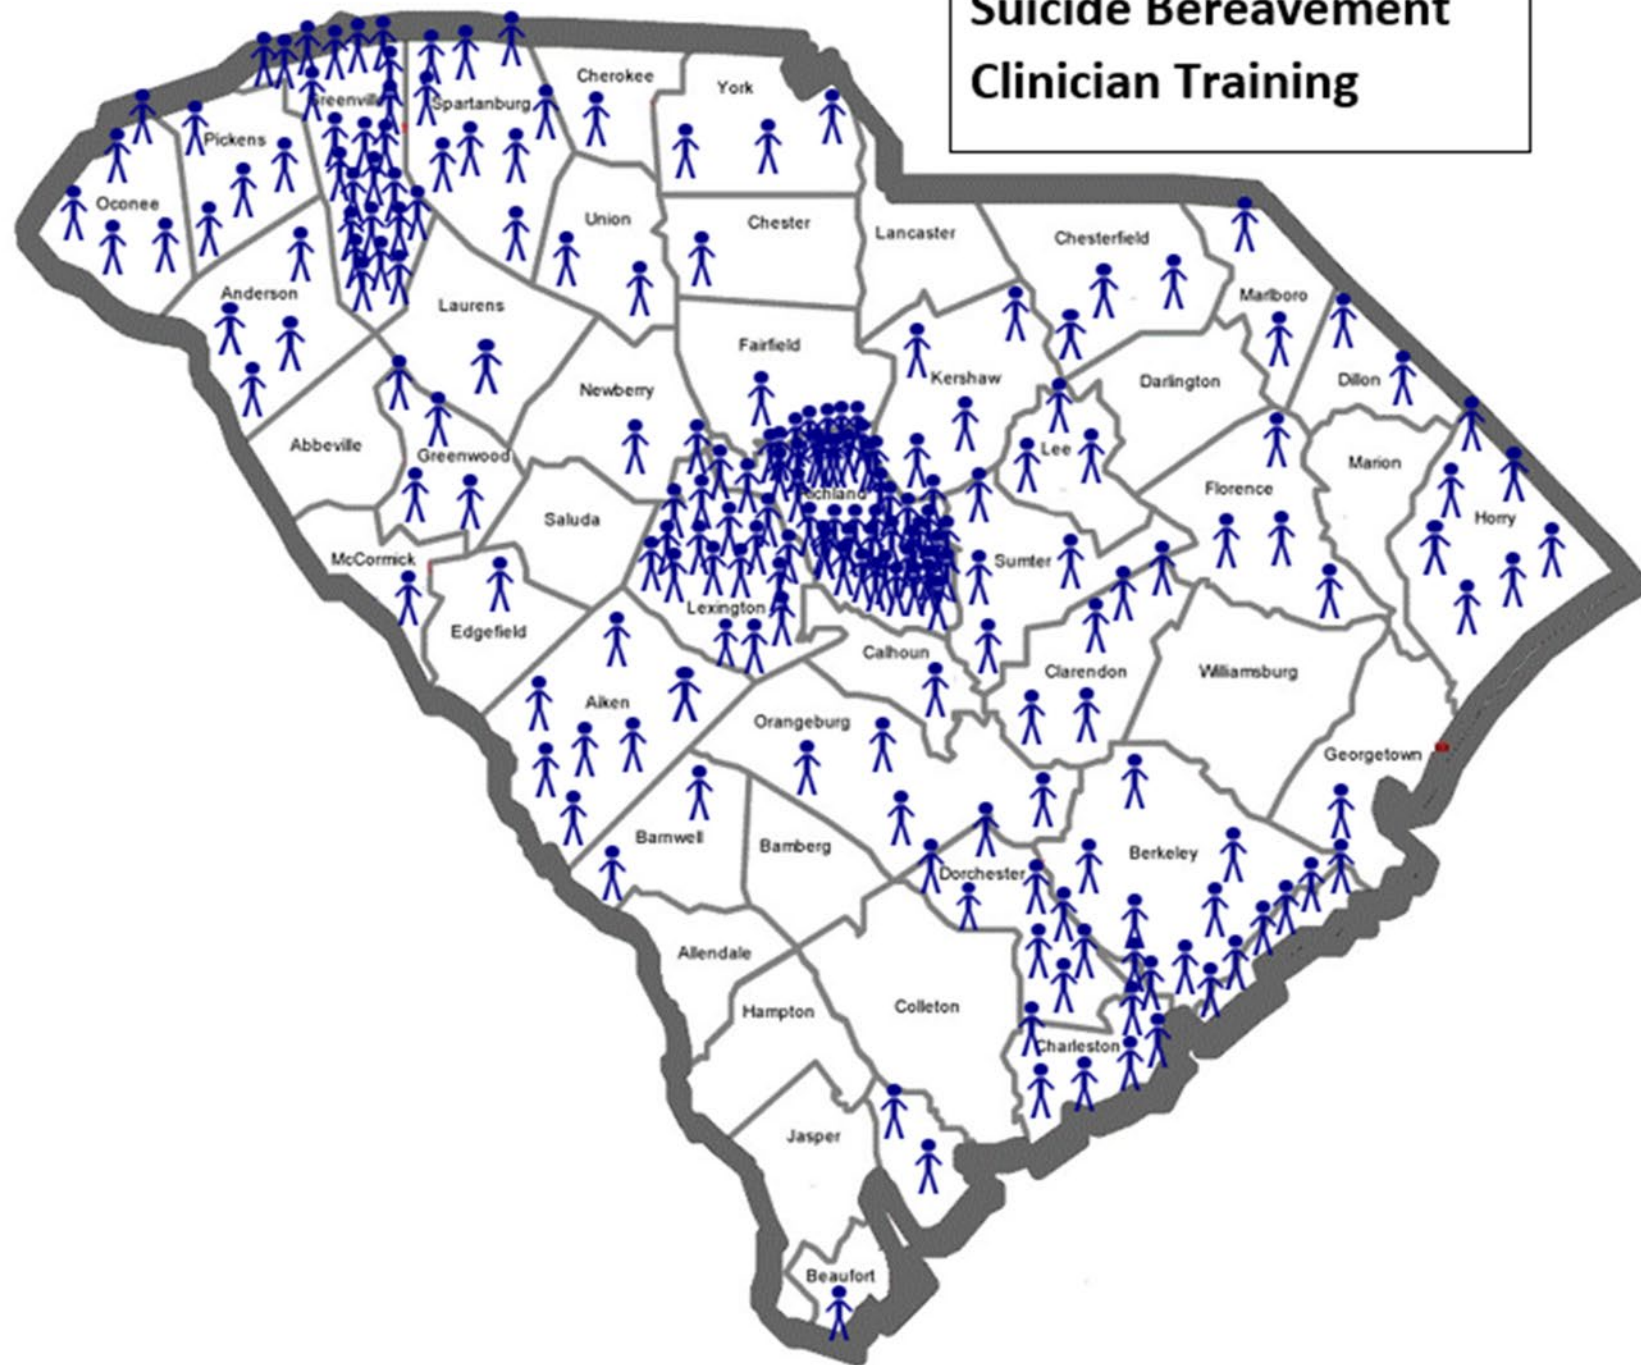 Suicide Bereavement
Clinician Training
Cherokee
York
Greenville
Spartanburg
Pickens
Oconee
Union
Chester
Lancaster
Chesterfield
Marlboro
Anderson
Laurens
Fairfield
Kershaw
Darlington
Dillon
Newberry
Abbeville
Greenwood
Lee
Marion
Richland
Florence
Horry
Saluda
McCormick
Sumter
Lexington
Edgefield
Calhoun
Clarendon
Williamsburg
Aiken
Orangeburg
Georgetown
Barnwell
Bamberg
Berkeley
Dorchester
Allendale
Hampton
Colleton
Charleston
Jasper
Beaufort